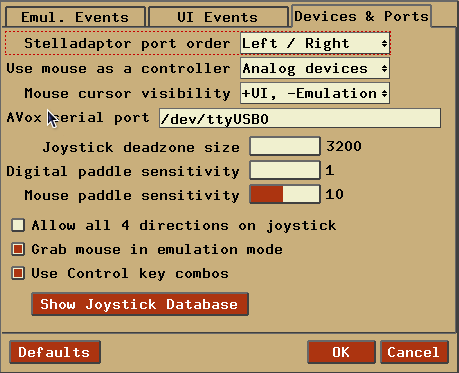 Emul. Events UI Events Devices & Ports
Stelladaptor port order Left / Right
Use mouse as a controller Analog devices
Mouse cursor visibility +UI, -Emulation
AVox serial port /dev/ttyUSB0
Joystick deadzone size 3200
Digital paddle sensitivity 1
Mouse paddle sensitivity 10
Allow all 4 directions on joystick
Grab mouse in emulation mode
Use Control key combos
Show Joystick Database
Defaults OK Cancel